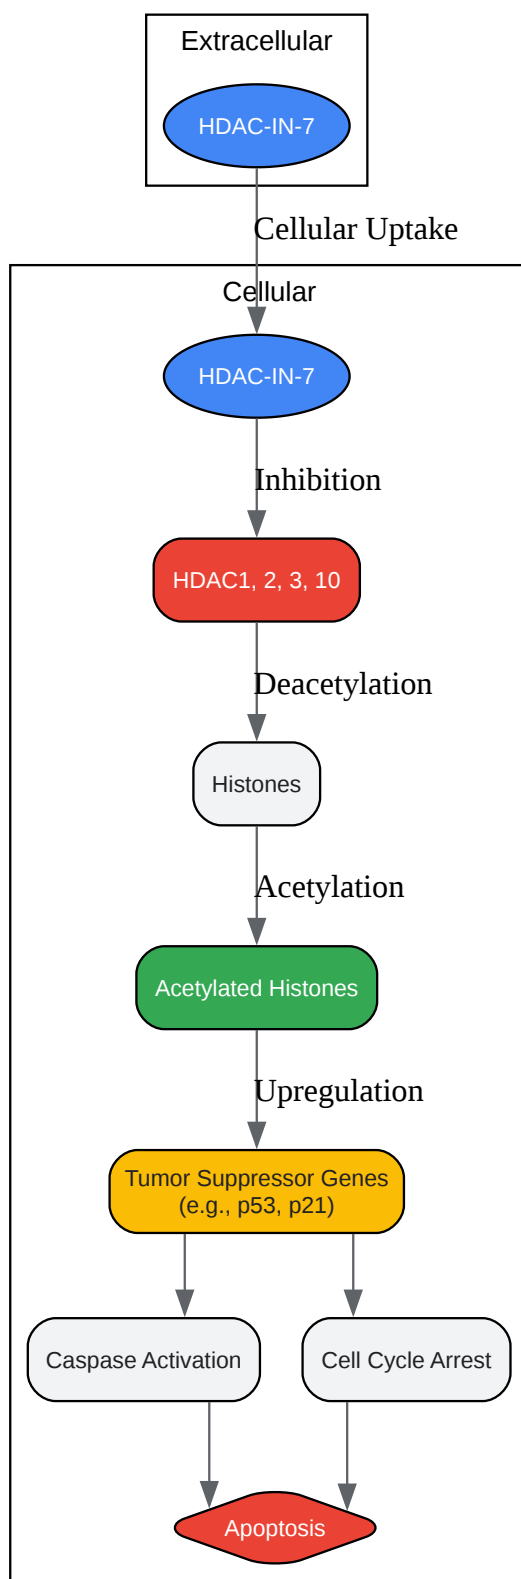 Extracellular
HDAC-IN-7
Cellular Uptake
Cellular
HDAC-IN-7
Inhibition
HDAC1, 2, 3, 10
Deacetylation
Histones
Acetylation
Acetylated Histones
Upregulation
Tumor Suppressor Genes
(e.g., p53, p21)
Caspase Activation
Cell Cycle Arrest
Apoptosis